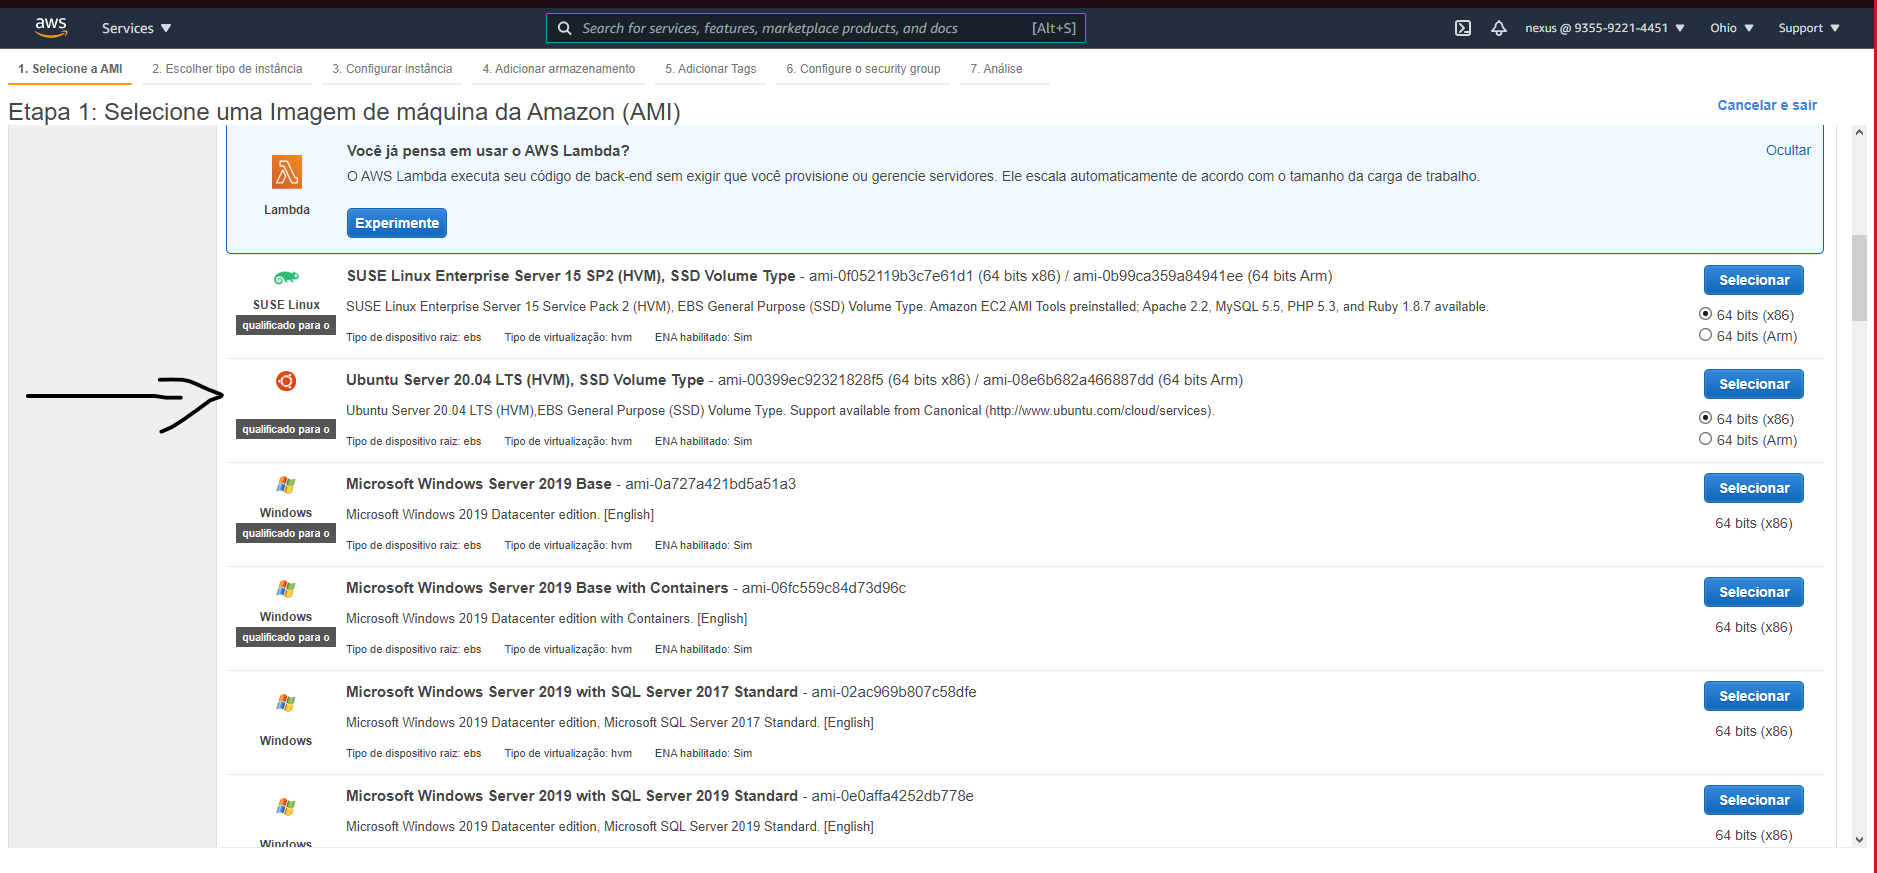 aws Services Search for services, features, marketplace products, and docs [Alt+S] nexus @ 9355-9221-4451 Ohio Support
1. Selecione a AMI 2. Escolher tipo de instância 3. Configurar instância 4. Adicionar armazenamento 5. Adicionar Tags 6. Configure o security group 7. Análise
Etapa 1: Selecione uma Imagem de máquina da Amazon (AMI)
Cancelar e sair
Lambda
Você já pensa em usar o AWS Lambda?
Ocultar
O AWS Lambda executa seu código de back-end sem exigir que você provisione ou gerencie servidores. Ele escala automaticamente de acordo com o tamanho da carga de trabalho.
Experimente
SUSE Linux
qualificado para o
SUSE Linux Enterprise Server 15 SP2 (HVM), SSD Volume Type - ami-0f052119b3c7e61d1 (64 bits x86) / ami-0b99ca359a84941ee (64 bits Arm)
SUSE Linux Enterprise Server 15 Service Pack 2 (HVM), EBS General Purpose (SSD) Volume Type. Amazon EC2 AMI Tools preinstalled; Apache 2.2, MySQL 5.5, PHP 5.3, and Ruby 1.8.7 available.
Tipo de dispositivo raiz: ebs Tipo de virtualização: hvm ENA habilitado: Sim
Selecionar
64 bits (x86)
64 bits (Arm)
qualificado para o
Ubuntu Server 20.04 LTS (HVM), SSD Volume Type - ami-00399ec92321828f5 (64 bits x86) / ami-08e6b682a466887dd (64 bits Arm)
Ubuntu Server 20.04 LTS (HVM),EBS General Purpose (SSD) Volume Type. Support available from Canonical (http://www.ubuntu.com/cloud/services).
Tipo de dispositivo raiz: ebs Tipo de virtualização: hvm ENA habilitado: Sim
Selecionar
64 bits (x86)
64 bits (Arm)
Windows
qualificado para o
Microsoft Windows Server 2019 Base - ami-0a727a421bd5a51a3
Microsoft Windows 2019 Datacenter edition. [English]
Tipo de dispositivo raiz: ebs Tipo de virtualização: hvm ENA habilitado: Sim
Selecionar
64 bits (x86)
Windows
qualificado para o
Microsoft Windows Server 2019 Base with Containers - ami-06fc559c84d73d96c
Microsoft Windows 2019 Datacenter edition with Containers. [English]
Tipo de dispositivo raiz: ebs Tipo de virtualização: hvm ENA habilitado: Sim
Selecionar
64 bits (x86)
Windows
Microsoft Windows Server 2019 with SQL Server 2017 Standard - ami-02ac969b807c58dfe
Microsoft Windows 2019 Datacenter edition, Microsoft SQL Server 2017 Standard. [English]
Tipo de dispositivo raiz: ebs Tipo de virtualização: hvm ENA habilitado: Sim
Selecionar
64 bits (x86)
Windows
Microsoft Windows Server 2019 with SQL Server 2019 Standard - ami-0e0affa4252db778e
Microsoft Windows 2019 Datacenter edition, Microsoft SQL Server 2019 Standard. [English]
Selecionar
64 bits (x86)